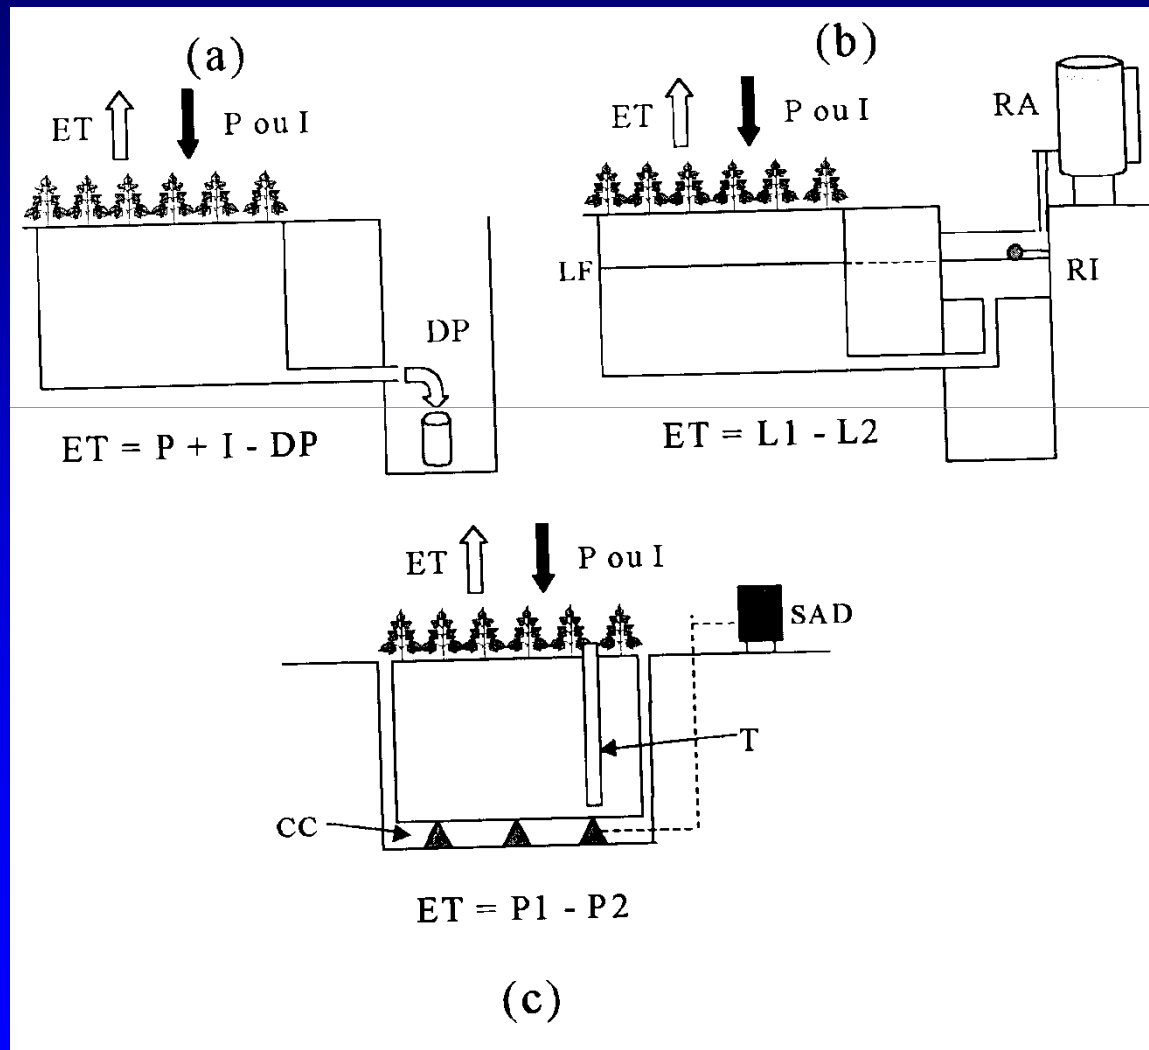 (a)
ET
P ou I
DP
ET = P + I - DP
(b)
ET
P ou I
RA
LF
RI
ET = L1 - L2
ET
P ou I
SAD
T
CC
ET = P1 - P2
(c)